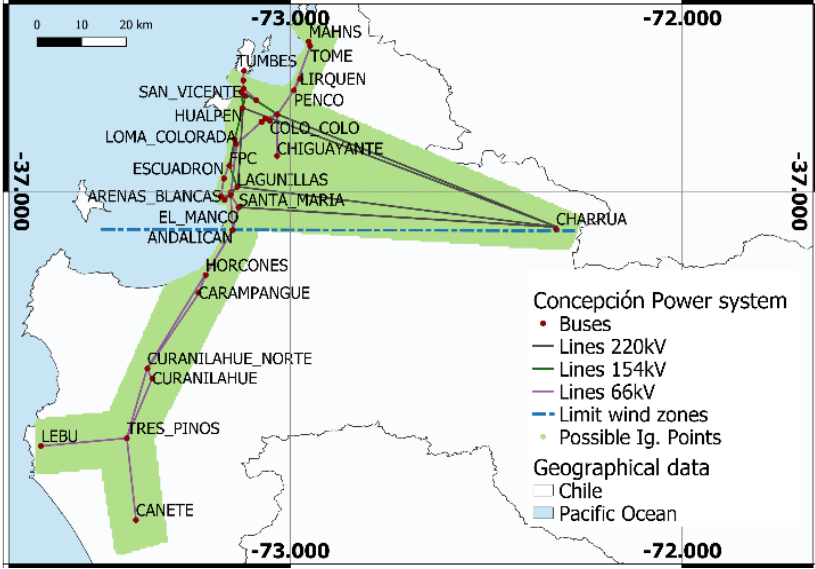 0 10 20 km
-73.000
-72.000
MAHNS
TOME
TUMBES
LIRQUEN
SAN_VICENTE
PENCO
HUALPEN
COLO_COLO
LOMA_COLORADA
CHIGUAYANTE
FPC
ESCUADRON
-37.000
-37.000
LAGUNILLAS
ARENAS_BLANCAS
SANTA_MARIA
EL_MANCO
CHARRUA
ANDALICAN
HORCONES
CARAMPANGUE
Concepción Power system
Buses
Lines 220kV
Lines 154kV
Lines 66kV
Limit wind zones
Possible Ig. Points
Geographical data
Chile
Pacific Ocean
CURANILAHUE_NORTE
CURANILAHUE
TRES_PINOS
LEBU
CANETE
-73.000
-72.000